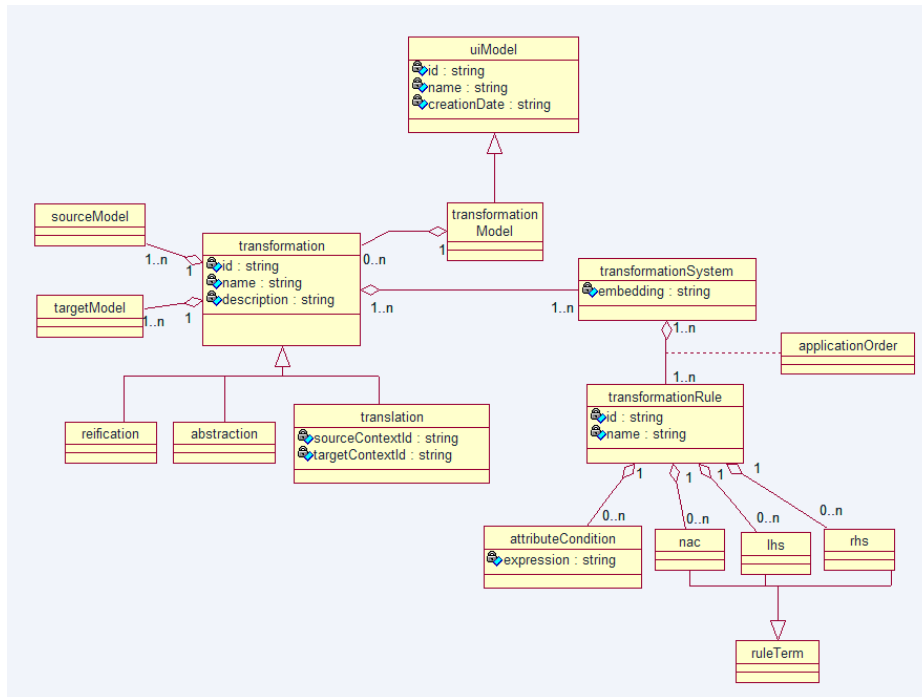 uiModel
id : string
name : string
creationDate : string
sourceModel
transformation
Model
transformation
id : string
name : string
description : string
1..n
1
0..n
1
targetModel
1..n
1
transformationSystem
embedding : string
1..n
1..n
1..n
applicationOrder
1..n
transformationRule
id : string
name : string
reification
abstraction
translation
sourceContextId : string
targetContextId : string
1
1
1
1
0..n
0..n
0..n
0..n
attributeCondition
expression : string
nac
lhs
rhs
ruleTerm